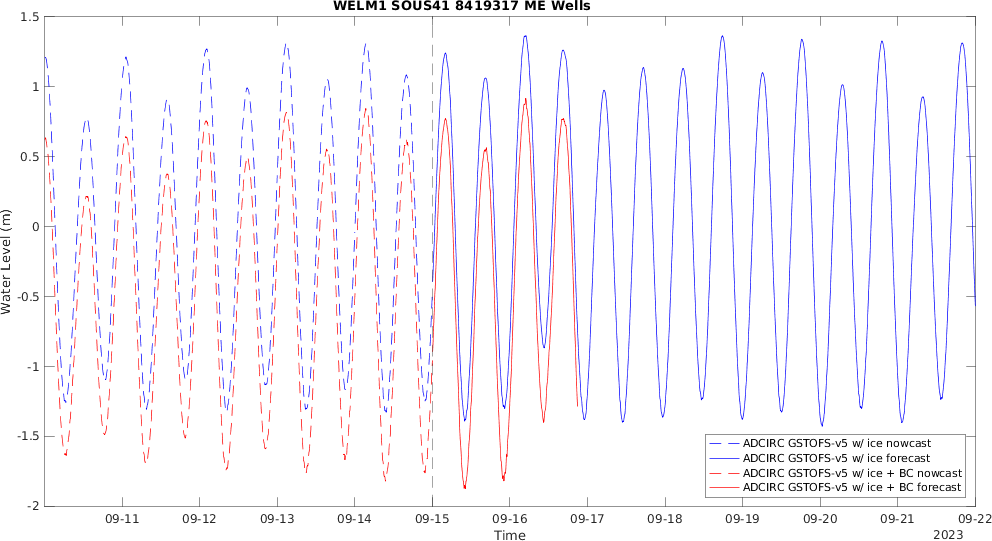 WELM1 SOUS41 8419317 ME Wells
1.5
1
0.5
0
-0.5
-1
-1.5
-2
Water Level (m)
ADCIRC GSTOFS-v5 w/ ice nowcast
ADCIRC GSTOFS-v5 w/ ice forecast
ADCIRC GSTOFS-v5 w/ ice + BC nowcast
ADCIRC GSTOFS-v5 w/ ice + BC forecast
09-11 09-12 09-13 09-14 09-15 09-16 09-17 09-18 09-19 09-20 09-21 09-22
Time
2023